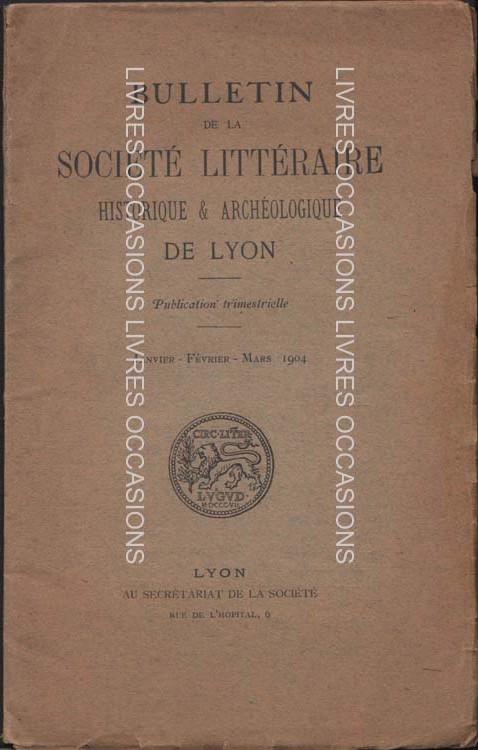 BULLETIN
DE LA
SOCIÉTÉ LITTÉRAIRE
HISTORIQUE & ARCHÉOLOGIQUE
DE LYON
Publication trimestrielle
JANVIER - FÉVRIER - MARS 1904
CIRC·LITER
LVGVD
MDCCCVII
LYON
AU SECRÉTARIAT DE LA SOCIÉTÉ
RUE DE L'HOPITAL, 6
LIVRES OCCASIONS LIVRES OCCASIONS
LIVRES OCCASIONS LIVRES OCCASIONS